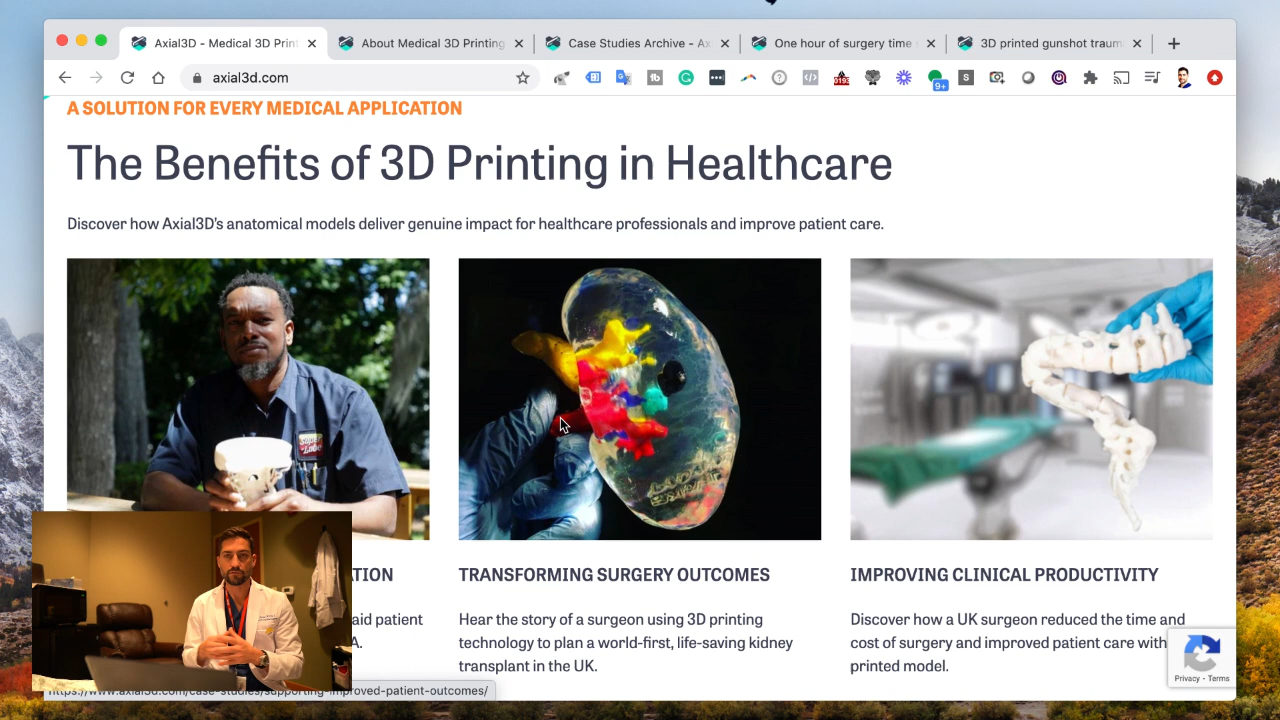 Axial3D - Medical 3D Print
About Medical 3D Printing
Case Studies Archive - Ax
One hour of surgery time
3D printed gunshot traum
axial3d.com
9+
A SOLUTION FOR EVERY MEDICAL APPLICATION
The Benefits of 3D Printing in Healthcare
Discover how Axial3D's anatomical models deliver genuine impact for healthcare professionals and improve patient care.
ATION
TRANSFORMING SURGERY OUTCOMES
IMPROVING CLINICAL PRODUCTIVITY
aid patient
A.
Hear the story of a surgeon using 3D printing
technology to plan a world-first, life-saving kidney
transplant in the UK.
Discover how a UK surgeon reduced the time and
cost of surgery and improved patient care with
printed model.
Privacy - Terms
https://www.axial3d.com/case-studies/supporting-improved-patient-outcomes/